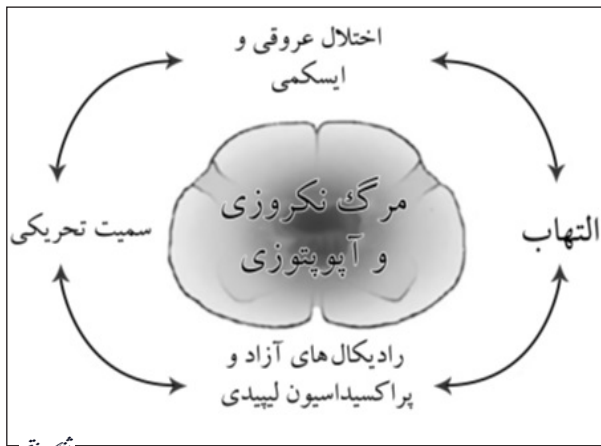 اختلال عروقی و
ایسکمی
مرگ نکروزی
و آپوپتوزی
سمیت تحریکی
التهاب
رادیکال‌های آزاد و
پراکسیداسیون لیپیدی